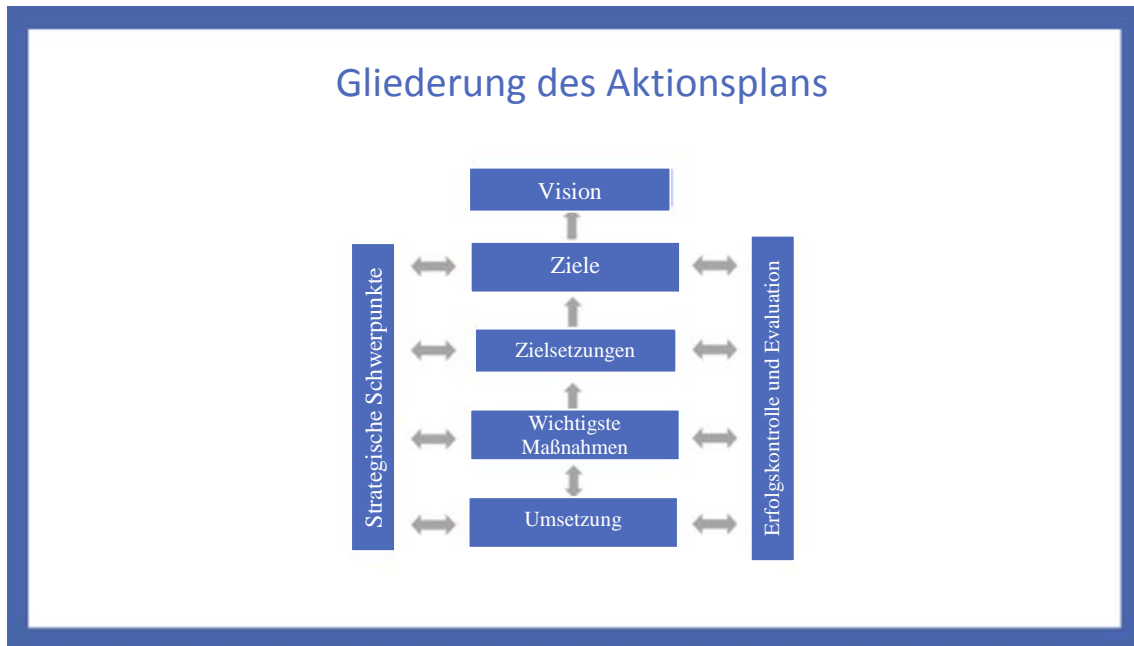 Gliederung des Aktionsplans
Vision
Ziele
Zielsetzungen
Wichtigste
Maßnahmen
Umsetzung
Strategische Schwerpunkte
Erfolgskontrolle und Evaluation